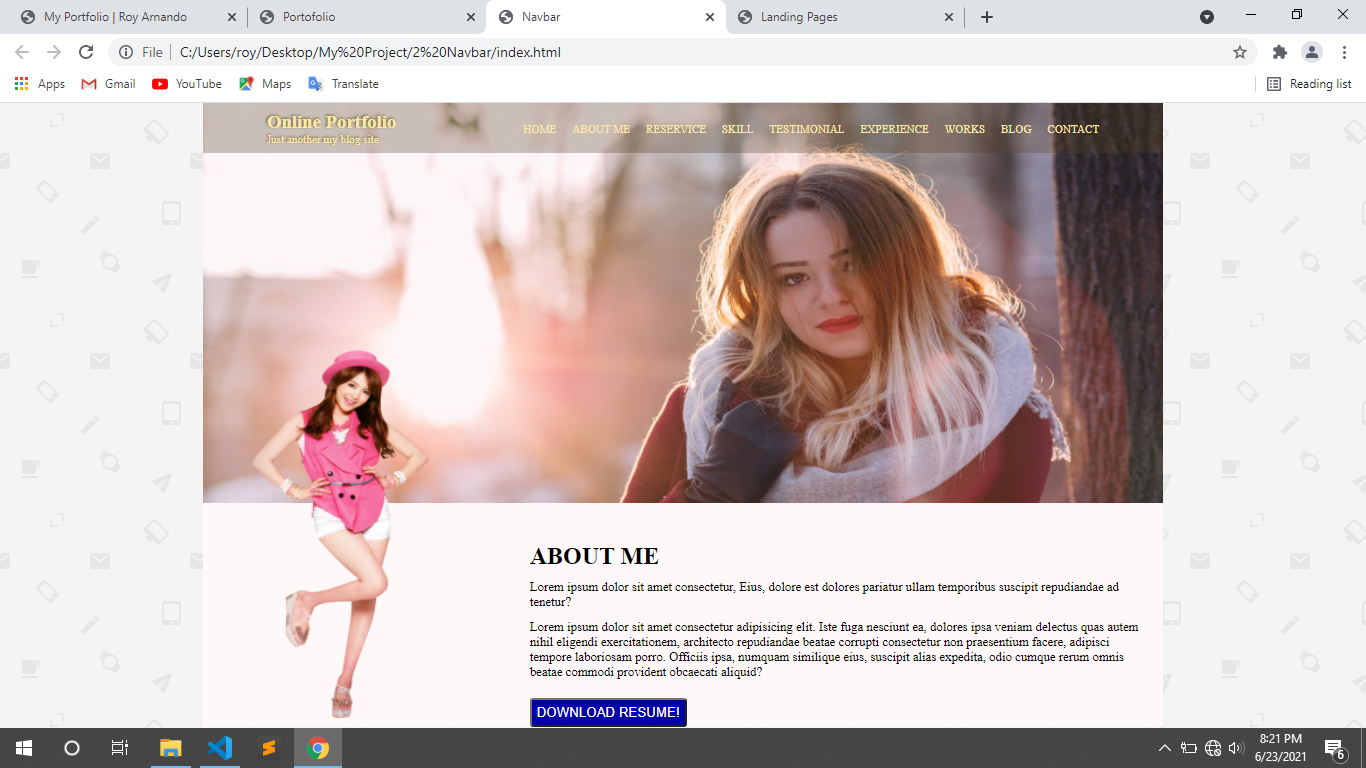 My Portfolio | Roy Arnando
Portofolio
Navbar
Landing Pages
File
C:/Users/roy/Desktop/My%20Project/2%20Navbar/index.html
Apps
Gmail
YouTube
Maps
Translate
Reading list
Online Portfolio
Just another my blog site
HOME ABOUT ME RESERVICE SKILL TESTIMONIAL EXPERIENCE WORKS BLOG CONTACT
ABOUT ME
Lorem ipsum dolor sit amet consectetur, Eius, dolore est dolores pariatur ullam temporibus suscipit repudiandae ad
tenetur?
Lorem ipsum dolor sit amet consectetur adipisicing elit. Iste fuga nesciunt ea, dolores ipsa veniam delectus quas autem
nihil eligendi exercitationem, architecto repudiandae beatae corrupti consectetur non praesentium facere, adipisci
tempore laboriosam porro. Officiis ipsa, numquam similique eius, suscipit alias expedita, odio cumque rerum omnis
beatae commodi provident obcaecati aliquid?
DOWNLOAD RESUME!
8:21 PM
6/23/2021
6